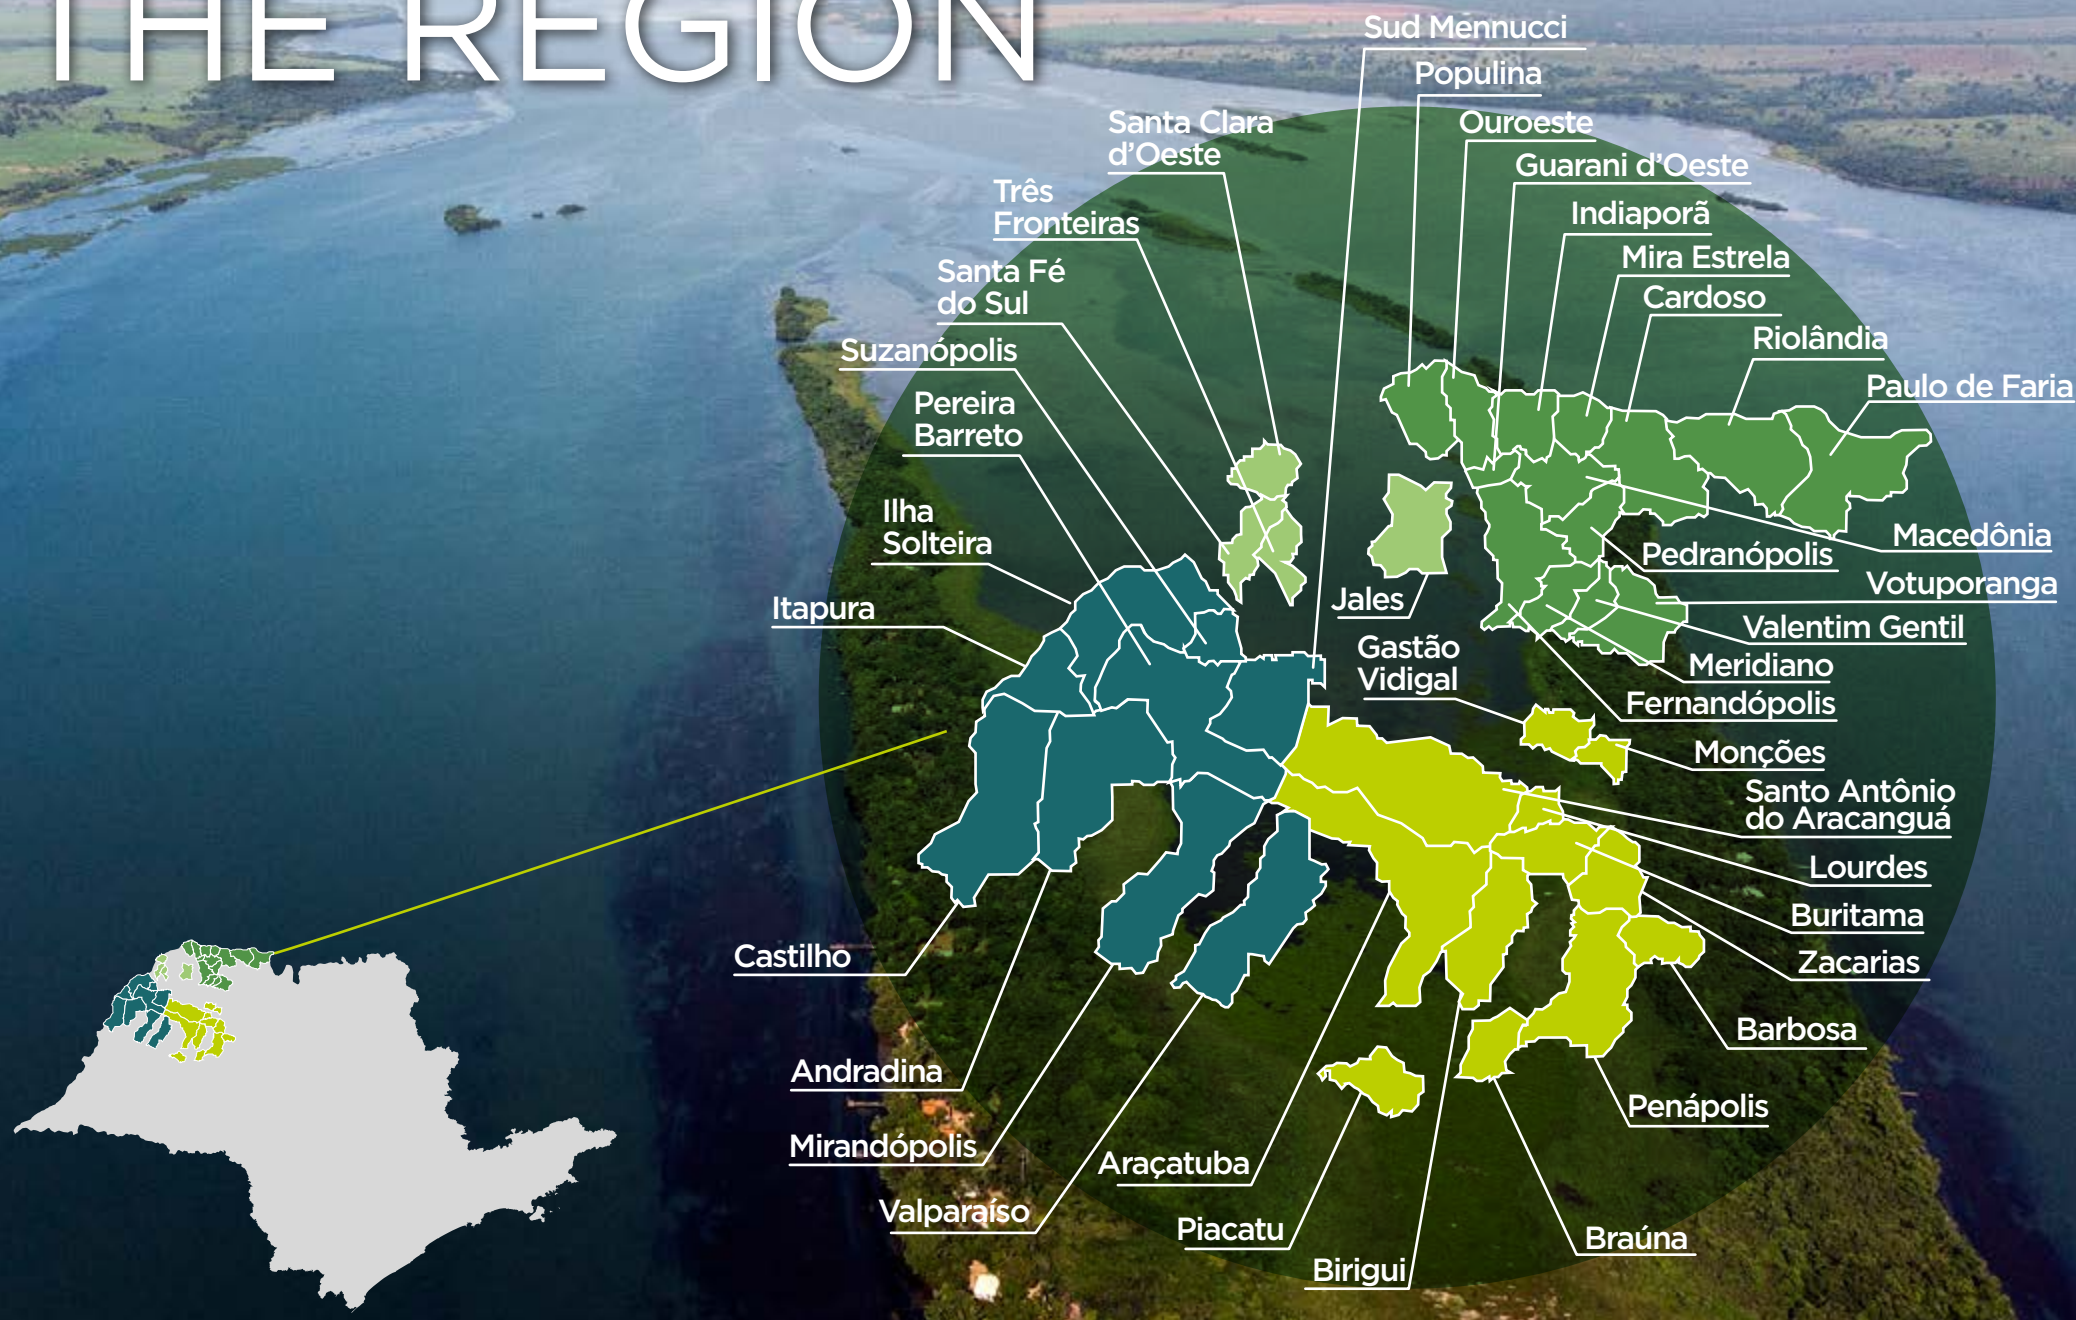 THE REGION
Sud Mennucci
Populina
Santa Clara
d’Oeste
Ouroeste
Guarani d’Oeste
Três
Fronteiras
Indiaporã
Mira Estrela
Santa Fé
do Sul
Cardoso
Riolândia
Suzanópolis
Paulo de Faria
Pereira
Barreto
Ilha
Solteira
Macedônia
Pedranópolis
Votuporanga
Jales
Itapura
Valentim Gentil
Gastão
Vidigal
Meridiano
Fernandópolis
Monções
Santo Antônio
do Aracanguá
Lourdes
Buritama
Castilho
Zacarias
Barbosa
Andradina
Penápolis
Mirandópolis
Araçatuba
Valparaíso
Piacatu
Braúna
Birigui